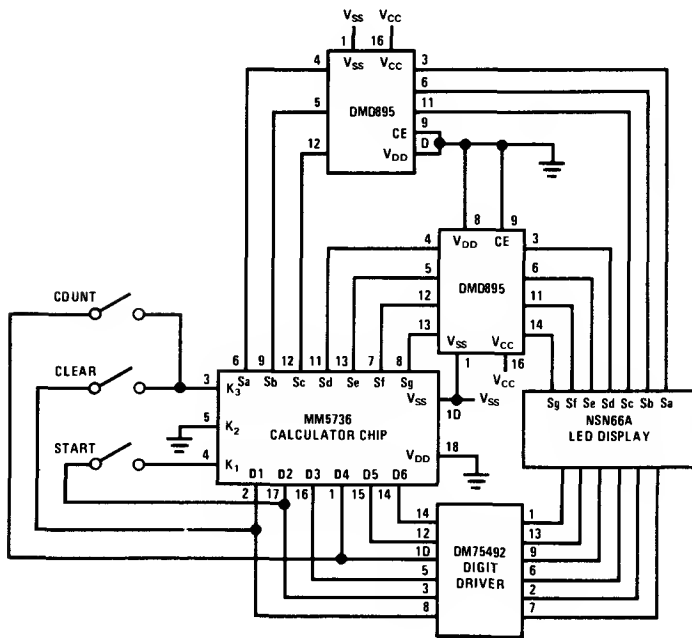 VSS VCC
1 16
4 VSS VCC 3
6
5 DMD895 11
9
12 CE D
VDD
8 9
4 VDD CE 3
5 6
12 DMD895 11
13 14
VSS VCC
1 16
VCC
CDUNT
CLEAR
START
6 9 12 11 13 7 8
Sa Sb Sc Sd Se Sf Sg
3 K3
VSS 1D VSS
5 K2
MM5736
CALCULATOR CHIP
VDD 18
4 K1
D1 D2 D3 D4 D5 D6
2 17 16 1 15 14
Sg Sf Se Sd Sc Sb Sa
NSN66A
LED DISPLAY
14 1
12 13
1D 9
5 6
3 2
8 7
DM75492
DIGIT
DRIVER